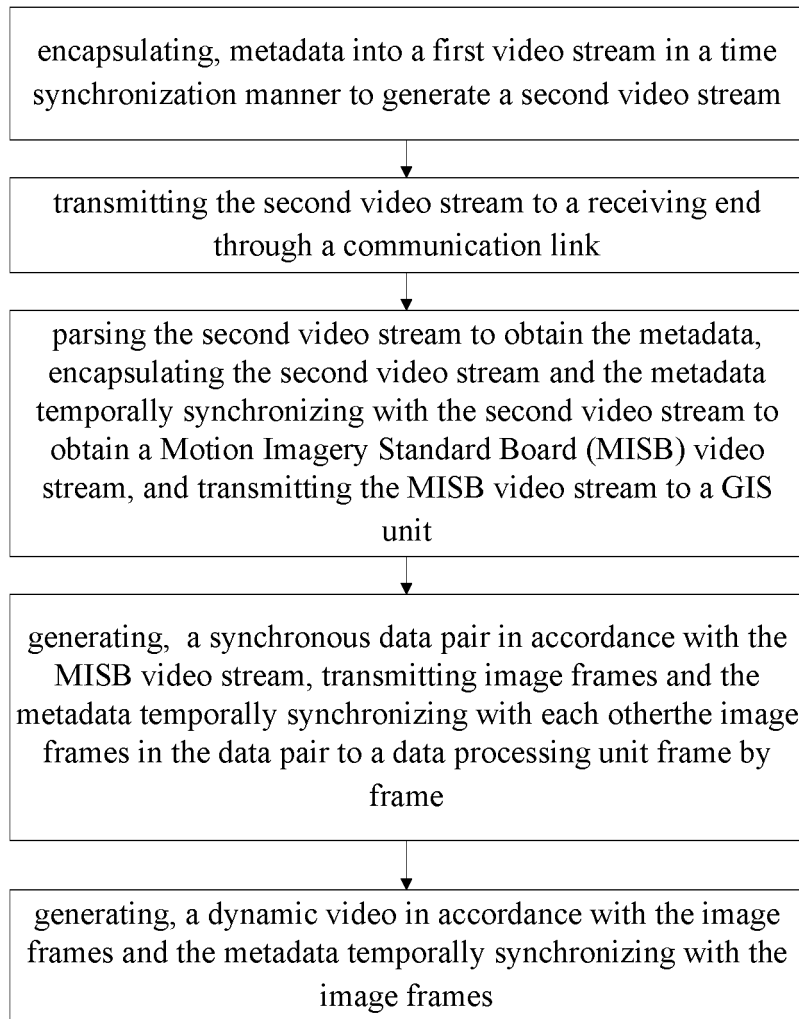 encapsulating, metadata into a first video stream in a time
synchronization manner to generate a second video stream
transmitting the second video stream to a receiving end
through a communication link
parsing the second video stream to obtain the metadata,
encapsulating the second video stream and the metadata
temporally synchronizing with the second video stream to
obtain a Motion Imagery Standard Board (MISB) video
stream, and transmitting the MISB video stream to a GIS
unit
generating, a synchronous data pair in accordance with the
MISB video stream, transmitting image frames and the
metadata temporally synchronizing with each otherthe image
frames in the data pair to a data processing unit frame by
frame
generating, a dynamic video in accordance with the image
frames and the metadata temporally synchronizing with the
image frames